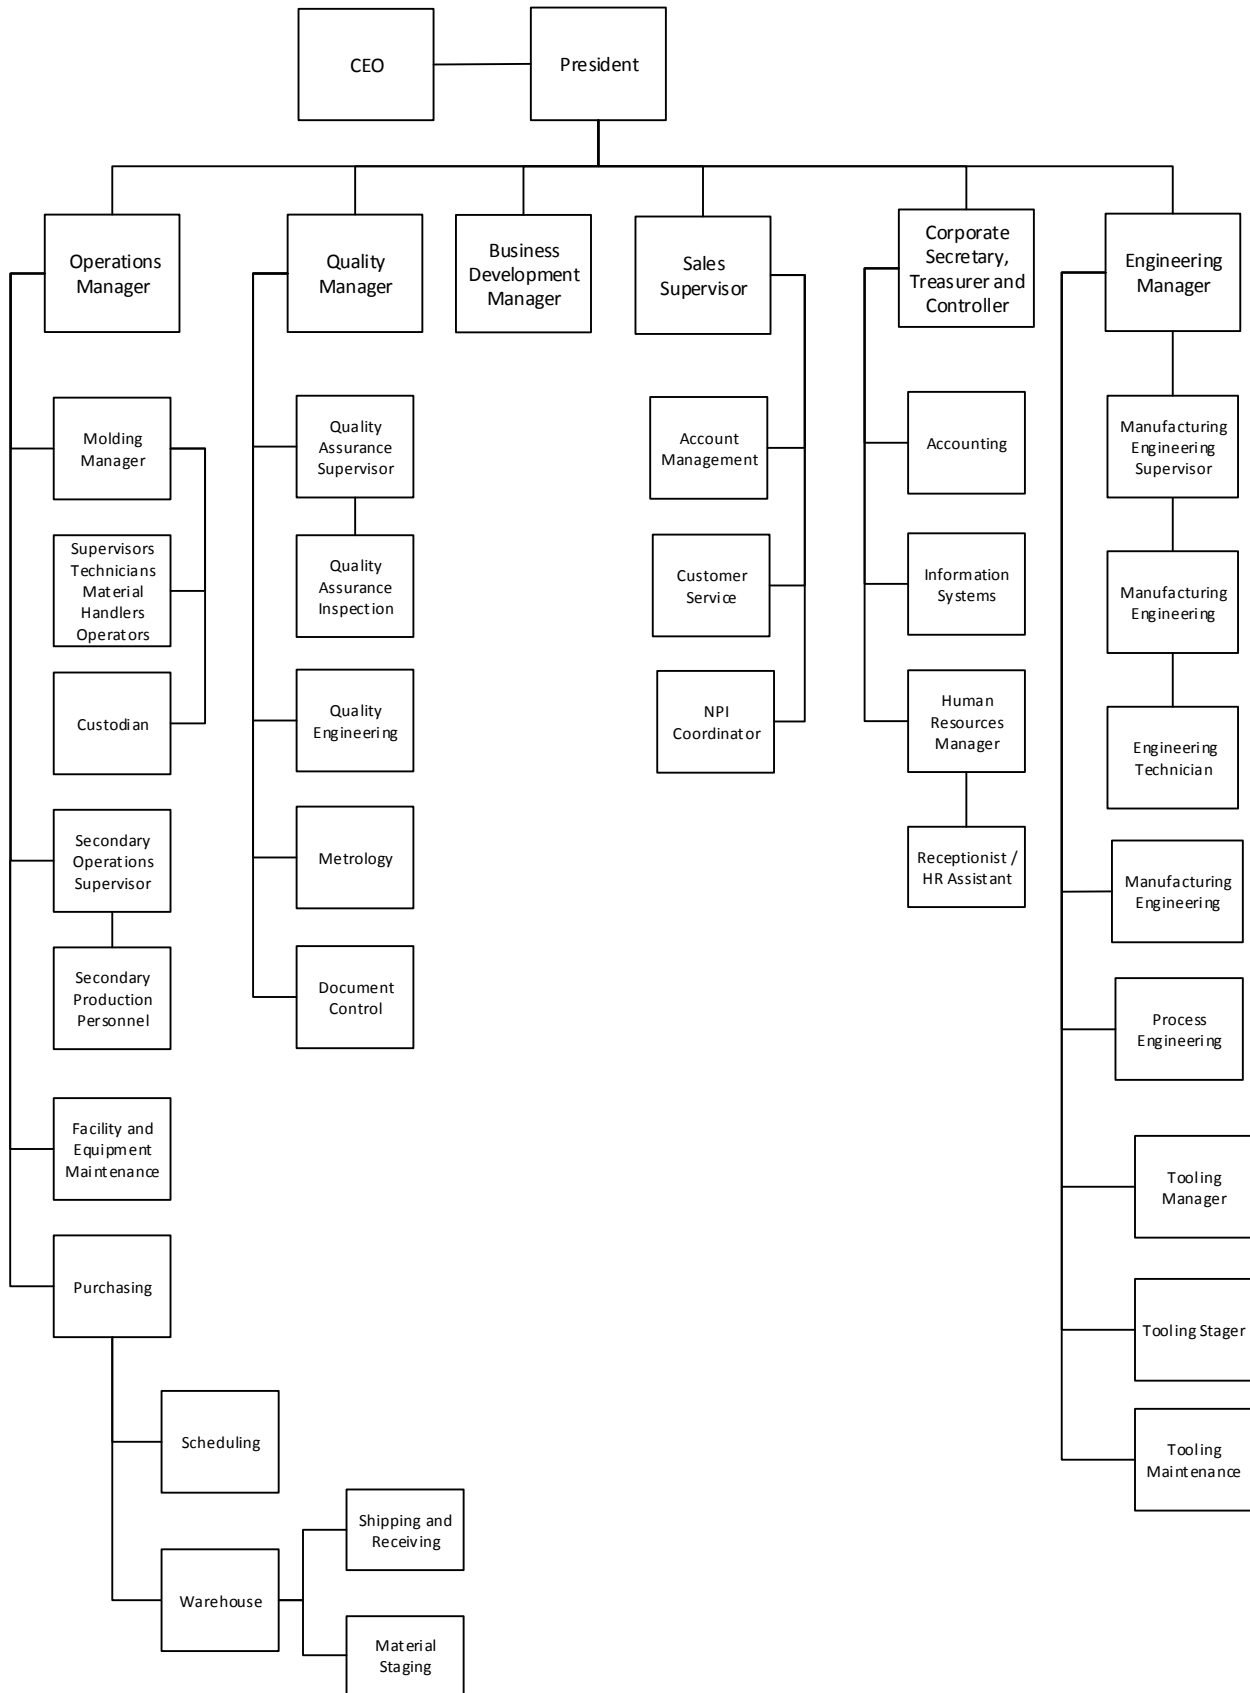 CEO
President
Operations
Manager
Quality
Manager
Business
Development
Manager
Sales
Supervisor
Corporate
Secretary,
Treasurer and
Controller
Engineering
Manager
Molding
Manager
Supervisors
Technicians
Material
Handlers
Operators
Custodian
Secondary
Operations
Supervisor
Secondary
Production
Personnel
Facility and
Equipment
Maintenance
Purchasing
Scheduling
Warehouse
Shipping and
Receiving
Material
Staging
Quality
Assurance
Supervisor
Quality
Assurance
Inspection
Quality
Engineering
Metrology
Document
Control
Account
Management
Customer
Service
NPI
Coordinator
Accounting
Information
Systems
Human
Resources
Manager
Receptionist /
HR Assistant
Manufacturing
Engineering
Supervisor
Manufacturing
Engineering
Engineering
Technician
Manufacturing
Engineering
Process
Engineering
Tooling
Manager
Tooling Stager
Tooling
Maintenance